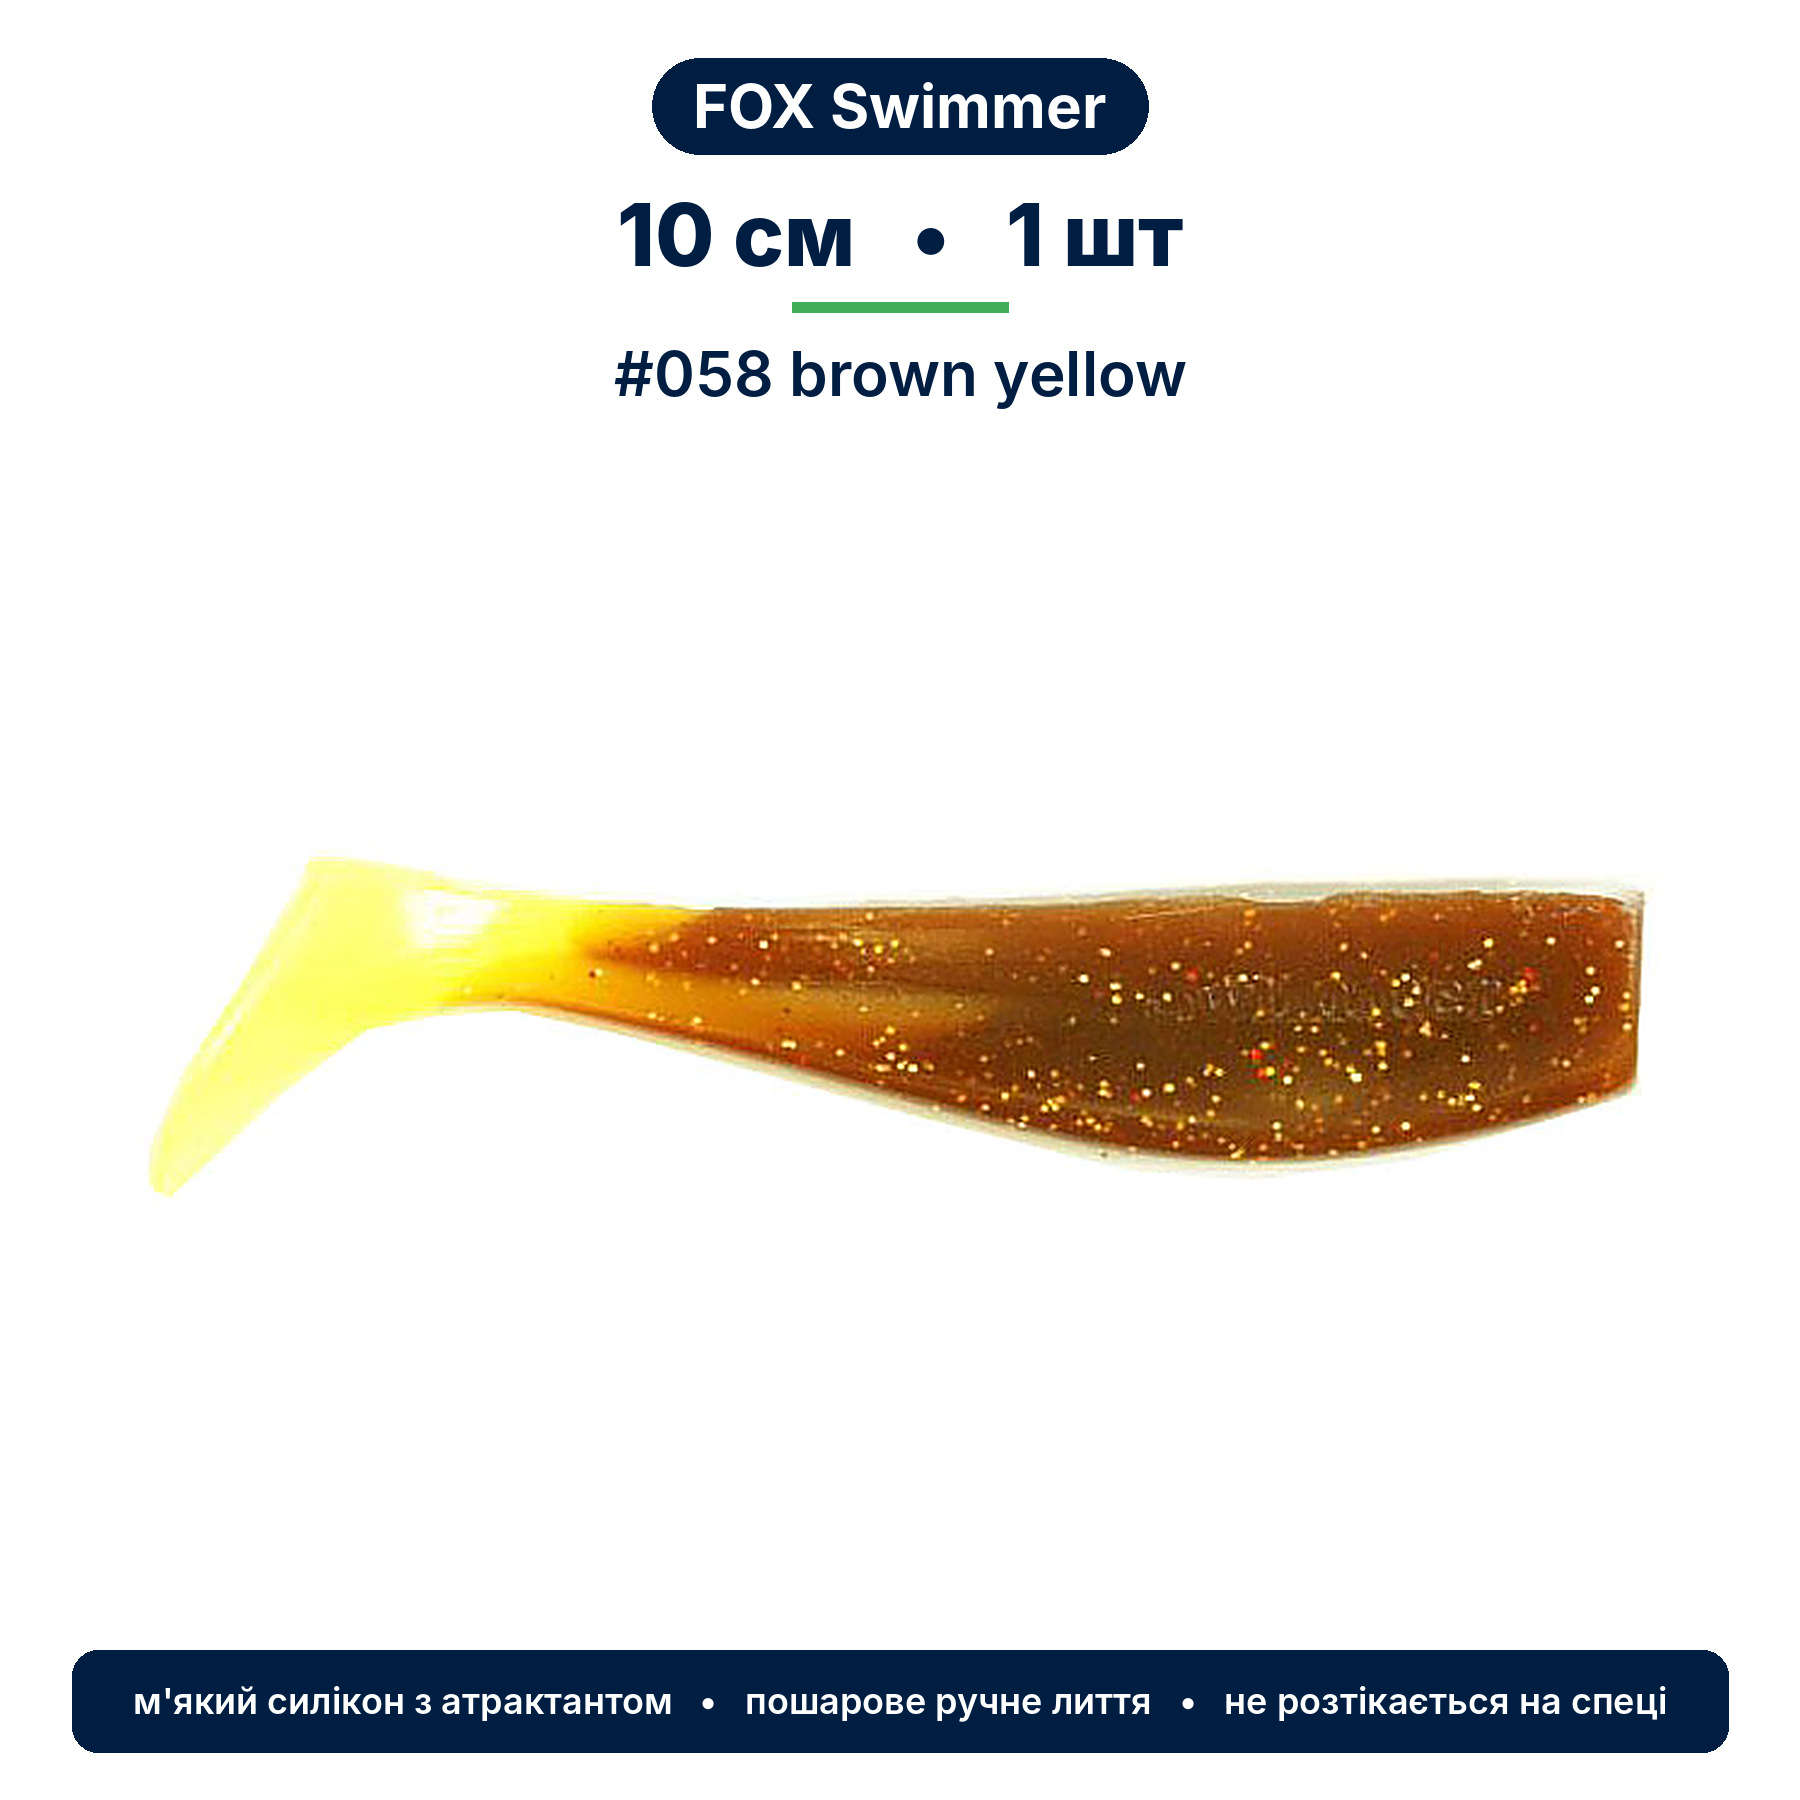 FOX Swimmer
10 см • 1 шт
#058 brown yellow
м'який силікон з атрактантом • пошарове ручне лиття • не розтікається на спеці